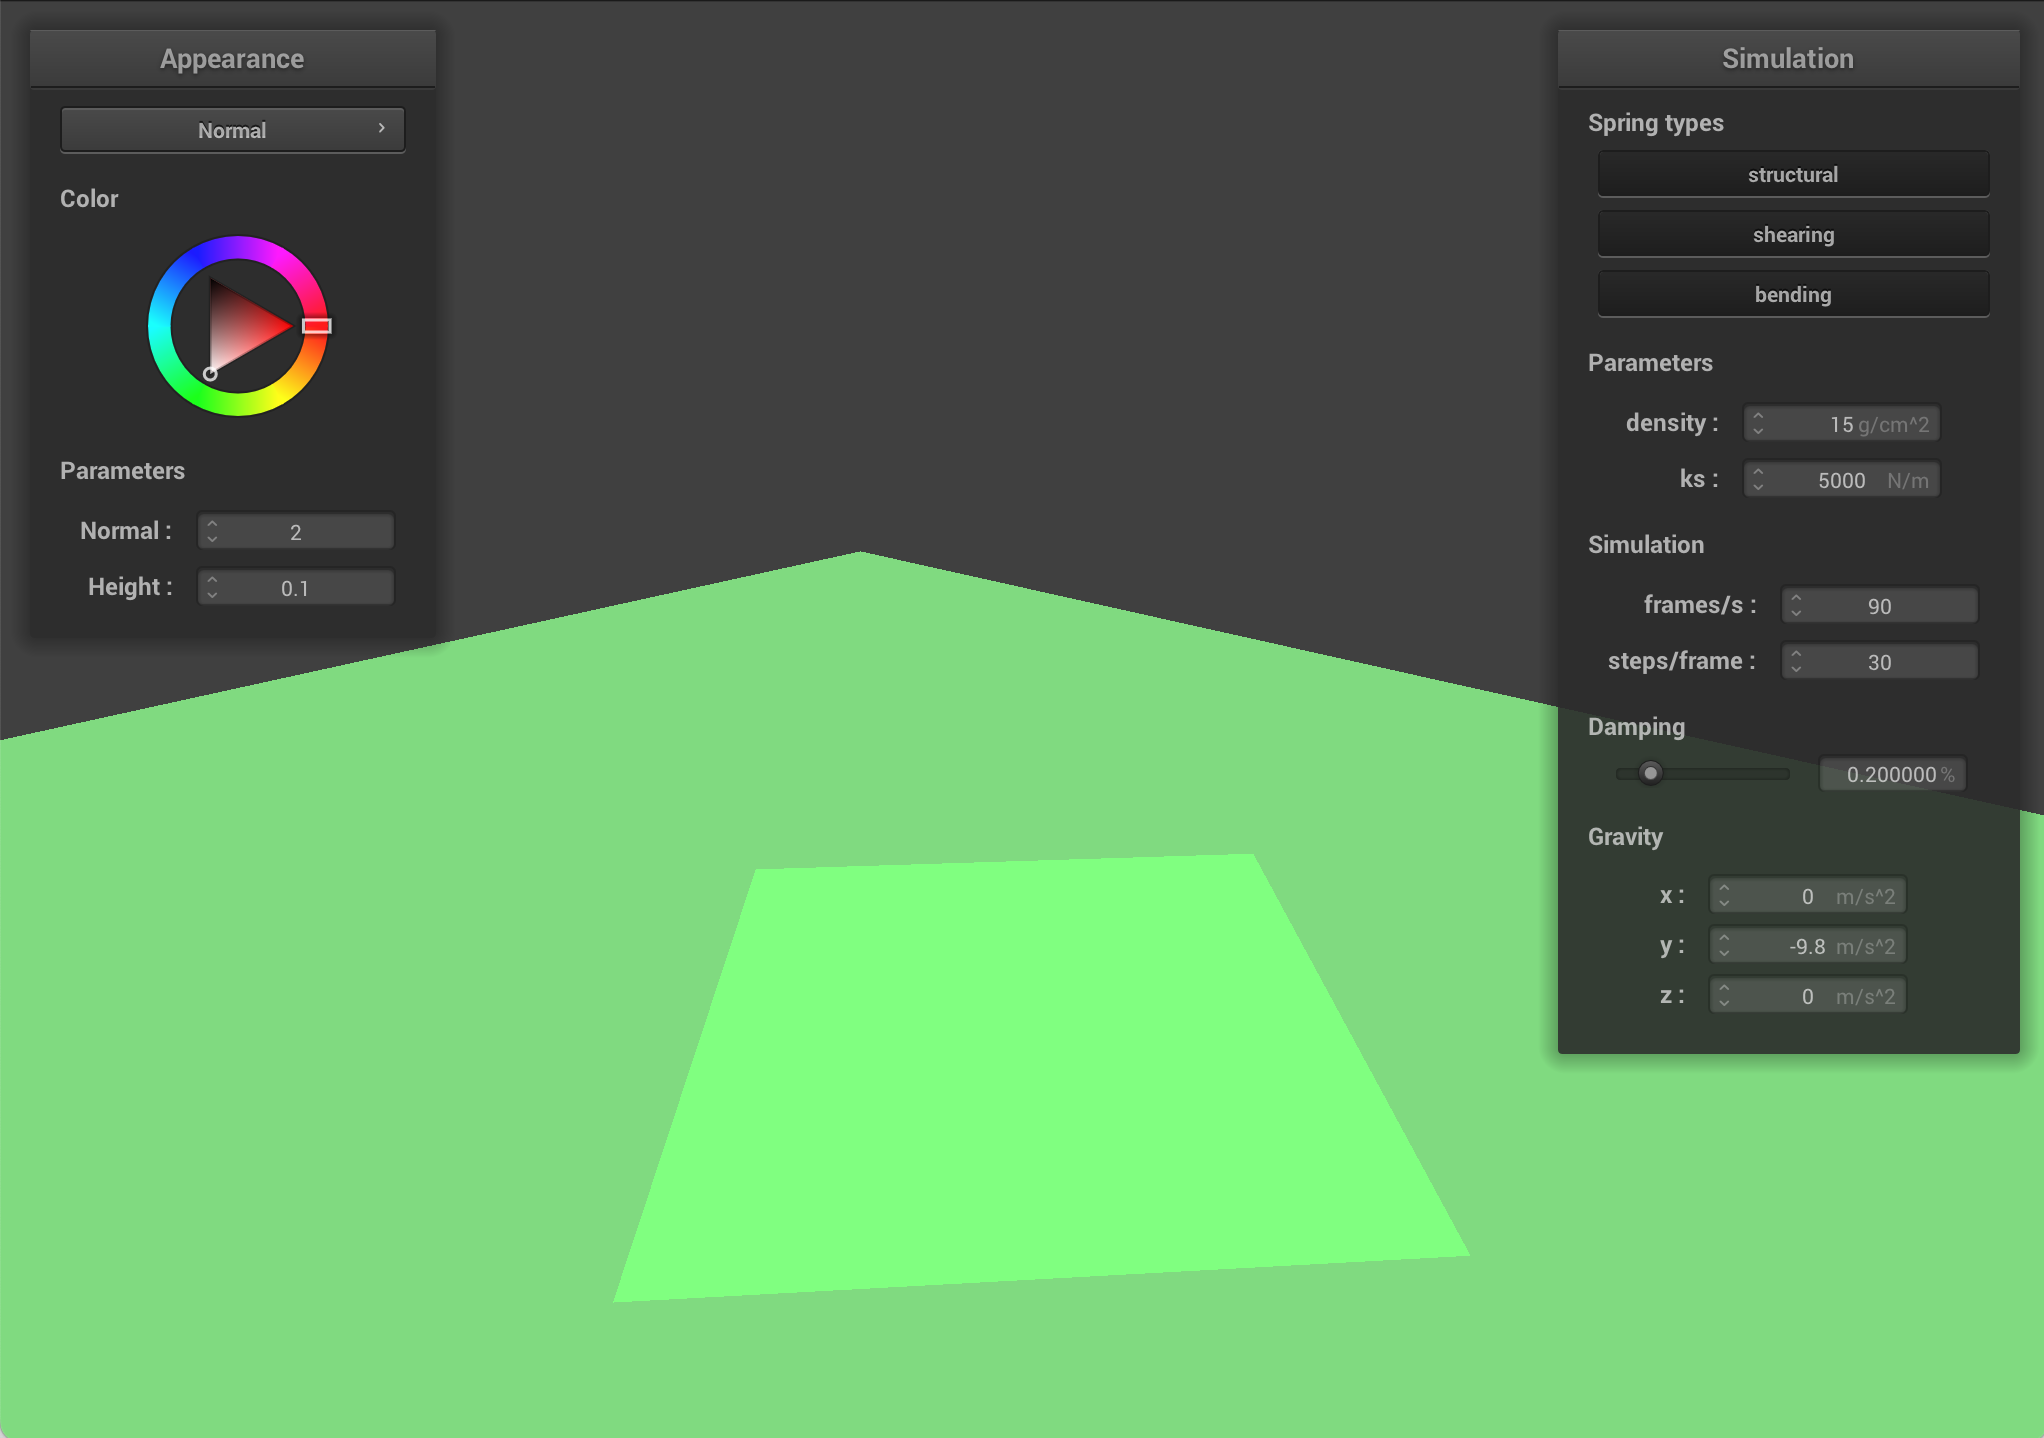 Appearance
Normal
Color
Parameters
Normal : 2
Height : 0.1
Simulation
Spring types
structural
shearing
bending
Parameters
density : 15 g/cm^2
ks : 5000 N/m
Simulation
frames/s : 90
steps/frame : 30
Damping
0.200000 %
Gravity
x : 0 m/s^2
y : -9.8 m/s^2
z : 0 m/s^2